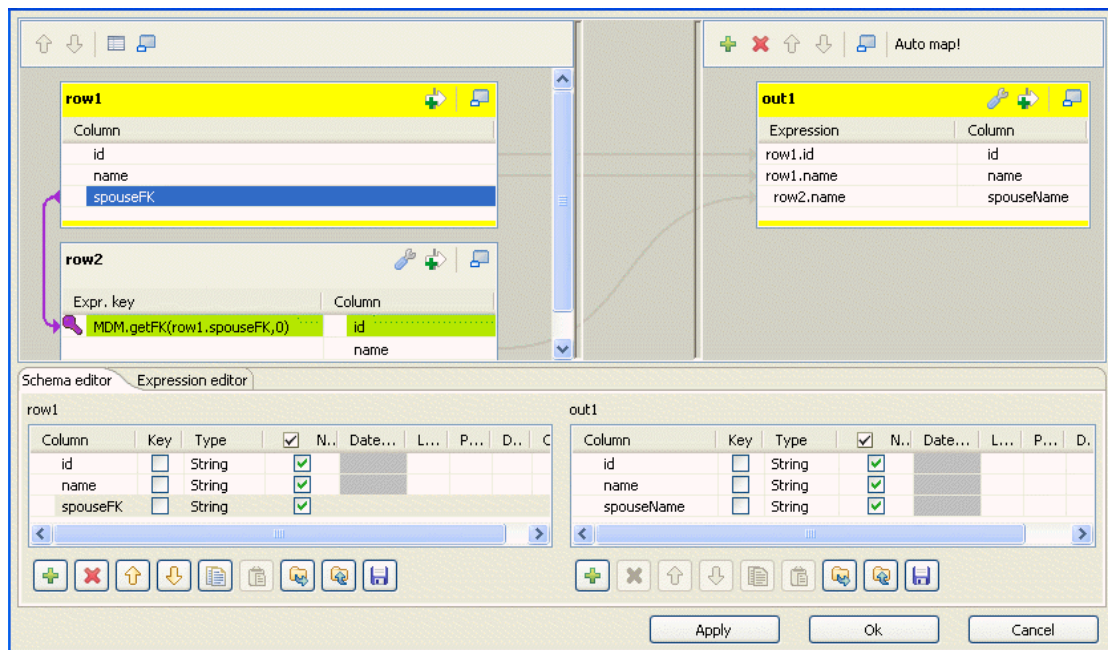 Auto map!
row1
Column
id
name
spouseFK
row2
Expr. key Column
MDM.getFK(row1.spouseFK,0) id
name
out1
Expression Column
row1.id id
row1.name name
row2.name spouseName
Schema editor Expression editor
row1
Column Key Type N.. Date... L... P... D.. C
id String
name String
spouseFK String
out1
Column Key Type N.. Date... L... P... D.
id String
name String
spouseName String
Apply Ok Cancel